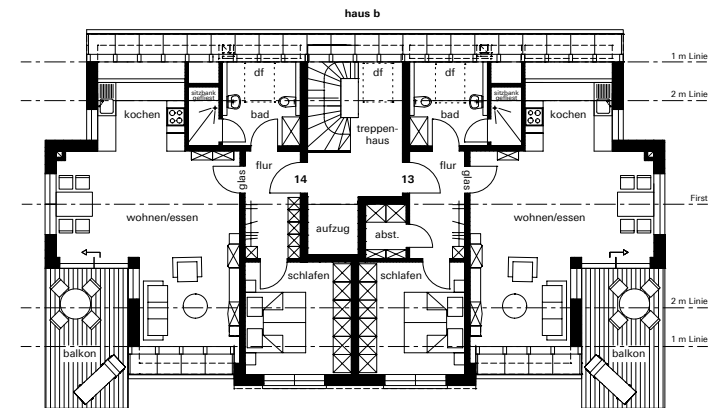 haus b
1 m Linie
df
df
df
2 m Linie
sitzbank
gefliest
sitzbank
gefliest
kochen
bad
treppen-
haus
bad
kochen
flur
flur
glas
14
13
glas
First
wohnen/essen
aufzug
abst.
wohnen/essen
schlafen
schlafen
2 m Linie
1 m Linie
balkon
balkon